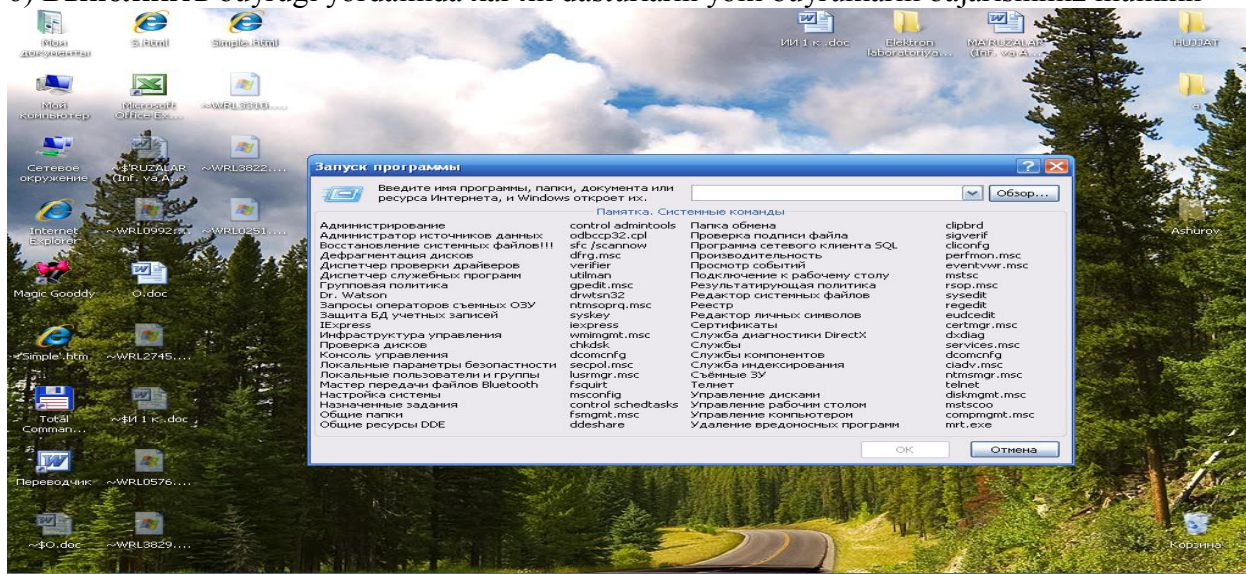 yordamida xar xil dasturlarni yoki buyruqlarni bajarishimiz mumkin
Мои документы
S.html
Simple.html
ИИ 1 к .doc
Elektron laboratoriya...
MA'RUZALAR (Inf. va A...
HUJJAT
Мой компьютер
Microsoft Office Ex...
a
Сетевое окружение
~$'RUZALAR (Inf. va A...
~WRL3822....
Internet Explorer
~WRL0992....
~WRL0251....
Ashurov
Magic Gooddy
O.doc
'Simple'.htm
~WRL2745....
Total Comman...
~$И 1 к .doc
Переводчик
~WRL0576....
~$O.doc
~WRL3829....
Корзина
Запуск программы
Введите имя программы, папки, документа или
ресурса Интернета, и Windows откроет их.
Обзор...
Памятка. Системные команды
Администрирование control admintools Папка обмена clipbrd
Администратор источников данных odbccp32.cpl Проверка подписи файла sigverif
Восстановление системных файлов!!! sfc /scannow Программа сетевого клиента SQL cliconfg
Дефрагментация дисков dfrg.msc Производительность perfmon.msc
Диспетчер проверки драйверов verifier Просмотр событий eventvwr.msc
Диспетчер служебных программ utilman Подключение к рабочему столу mstsc
Групповая политика gpedit.msc Результатирующая политика rsop.msc
Dr. Watson drwtsn32 Редактор системных файлов sysedit
Запросы операторов съемных ОЗУ ntmsoprq.msc Реестр regedit
Защита БД учетных записей syskey Редактор личных символов eudcedit
IExpress iexpress Сертификаты certmgr.msc
Инфраструктура управления wmimgmt.msc Служба диагностики DirectX dxdiag
Проверка дисков chkdsk Службы services.msc
Консоль управления dcomcnfg Службы компонентов dcomcnfg
Локальные параметры безопастности secpol.msc Служба индексирования ciadv.msc
Локальные пользователи и группы lusrmgr.msc Съёмные ЗУ ntmsmgr.msc
Мастер передачи файлов Bluetooth fsquirt Телнет telnet
Настройка системы msconfig Управление дисками diskmgmt.msc
Назначенные задания control schedtasks Управление рабочим столом mstscoo
Общие папки fsmgmt.msc Управление компьютером compmgmt.msc
Общие ресурсы DDE ddeshare Удаление вредоносных программ mrt.exe
ОК
Отмена